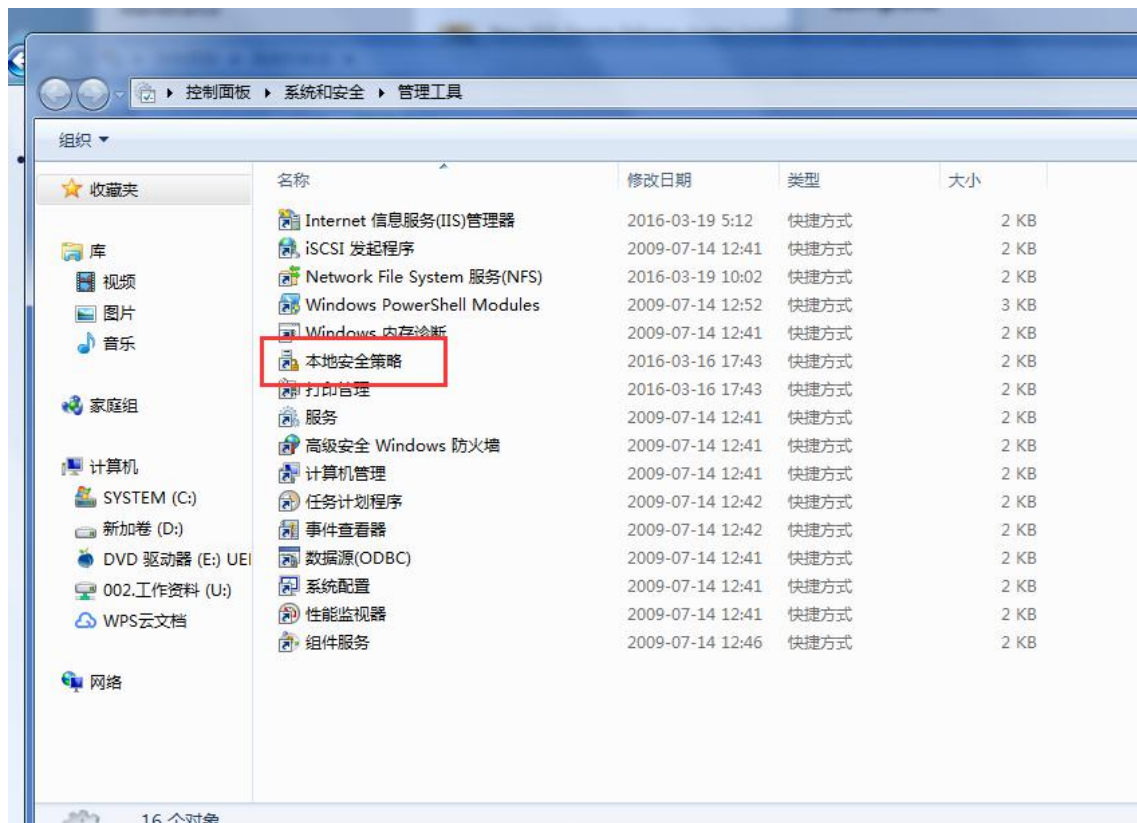 控制面板 系统和安全 管理工具
组织
收藏夹
库
视频
图片
音乐
家庭组
计算机
SYSTEM (C:)
新加卷 (D:)
DVD 驱动器 (E:) UEI
002.工作资料 (U:)
WPS云文档
网络
名称 修改日期 类型 大小
Internet 信息服务(IIS)管理器 2016-03-19 5:12 快捷方式 2 KB
iSCSI 发起程序 2009-07-14 12:41 快捷方式 2 KB
Network File System 服务(NFS) 2016-03-19 10:02 快捷方式 2 KB
Windows PowerShell Modules 2009-07-14 12:52 快捷方式 3 KB
Windows 内存诊断 2009-07-14 12:41 快捷方式 2 KB
本地安全策略 2016-03-16 17:43 快捷方式 2 KB
打印管理 2016-03-16 17:43 快捷方式 2 KB
服务 2009-07-14 12:41 快捷方式 2 KB
高级安全 Windows 防火墙 2009-07-14 12:41 快捷方式 2 KB
计算机管理 2009-07-14 12:41 快捷方式 2 KB
任务计划程序 2009-07-14 12:42 快捷方式 2 KB
事件查看器 2009-07-14 12:42 快捷方式 2 KB
数据源(ODBC) 2009-07-14 12:41 快捷方式 2 KB
系统配置 2009-07-14 12:41 快捷方式 2 KB
性能监视器 2009-07-14 12:41 快捷方式 2 KB
组件服务 2009-07-14 12:46 快捷方式 2 KB
16 个对象